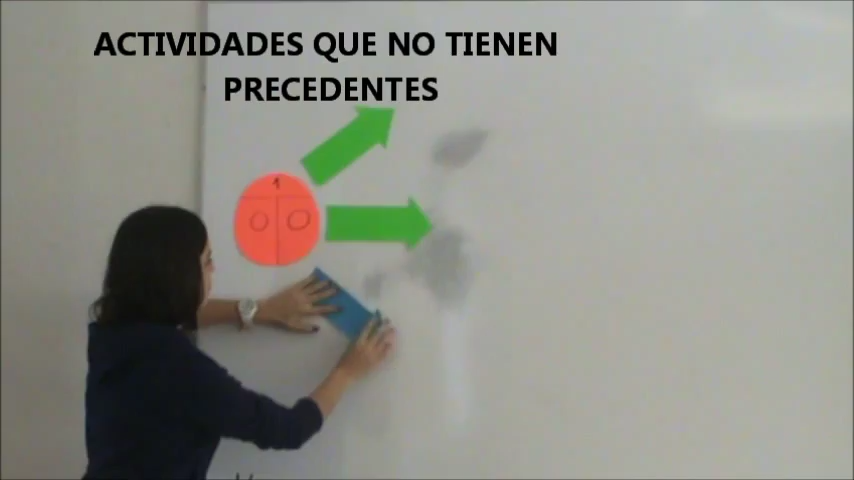 ACTIVIDADES QUE NO TIENEN
PRECEDENTES
1
0 0